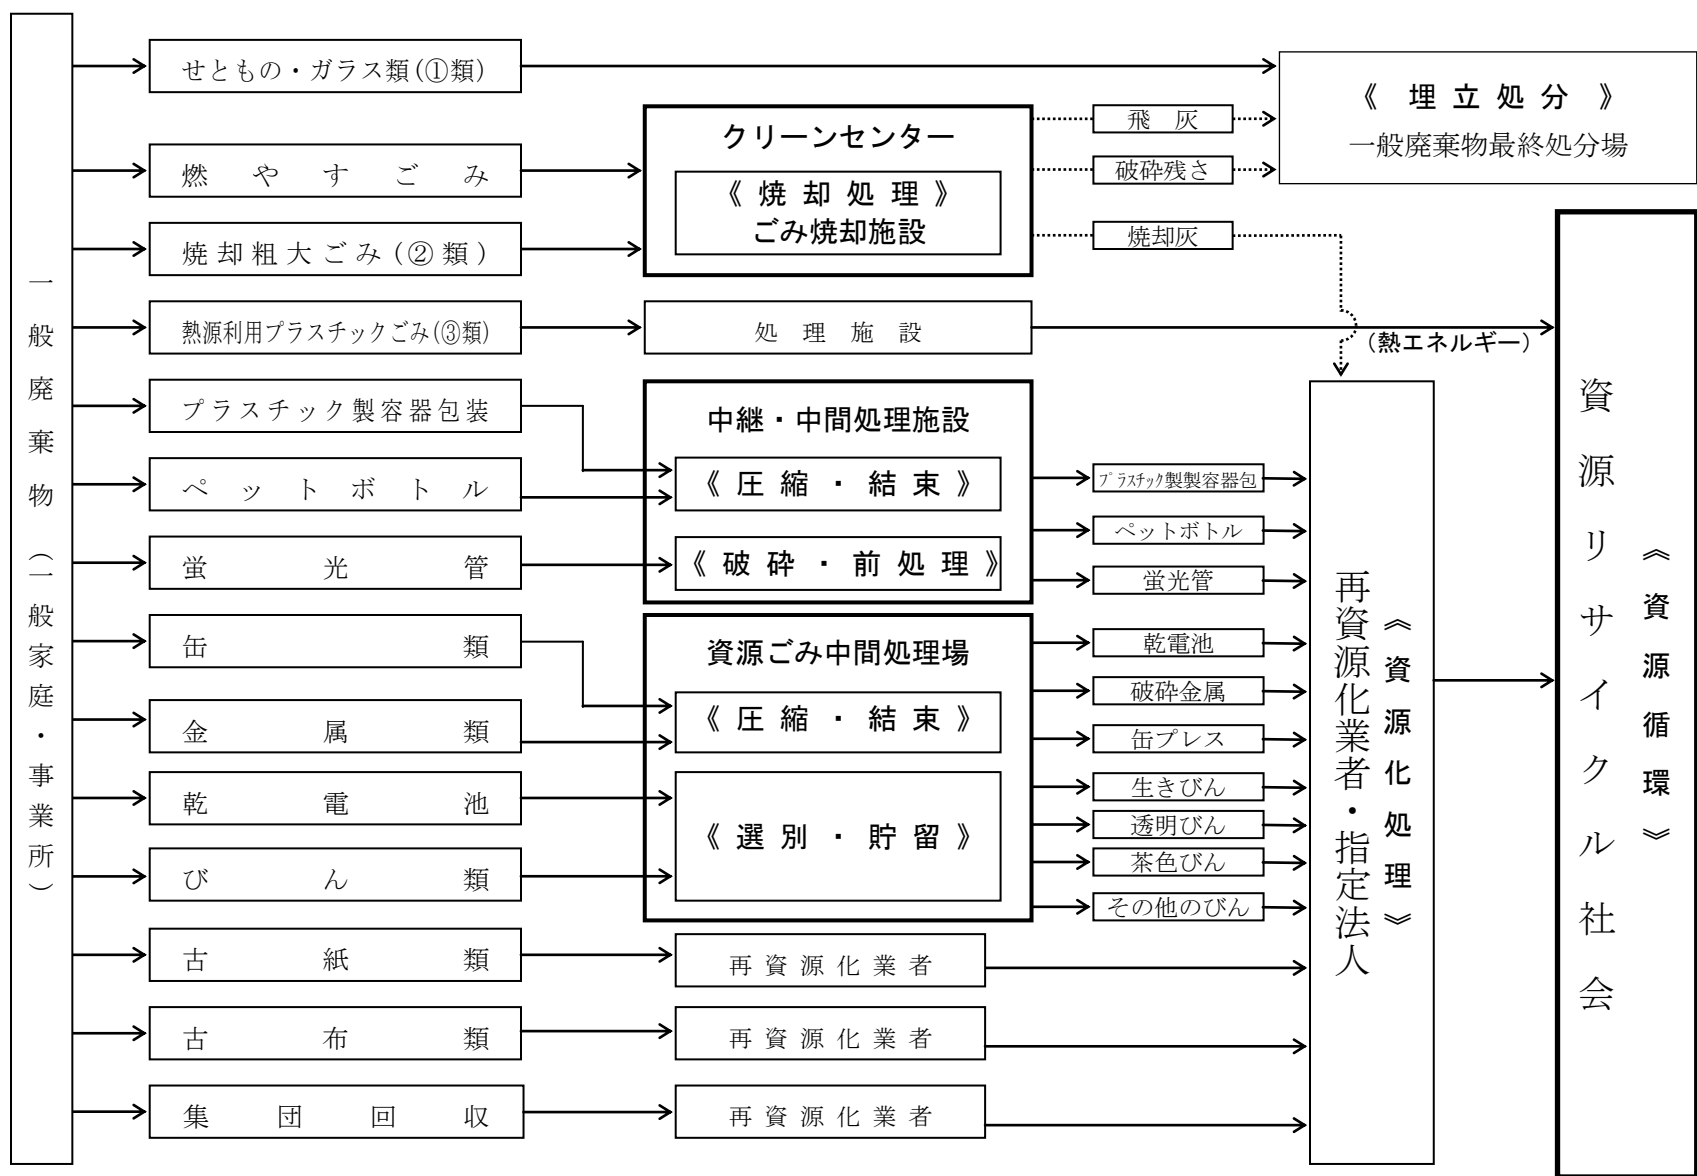 一般廃棄物（一般家庭・事業所）
せともの・ガラス類(①類)
燃やすごみ
焼却粗大ごみ(②類)
熱源利用プラスチックごみ(③類)
プラスチック製容器包装
ペットボトル
蛍光管
缶類
金属類
乾電池
びん類
古紙類
古布類
集団回収
クリーンセンター
《焼却処理》
ごみ焼却施設
処理施設
中継・中間処理施設
《圧縮・結束》
《破砕・前処理》
資源ごみ中間処理場
《圧縮・結束》
《選別・貯留》
再資源化業者
再資源化業者
再資源化業者
飛灰
破砕残さ
焼却灰
プラスチック製製容器包
ペットボトル
蛍光管
乾電池
破砕金属
缶プレス
生きびん
透明びん
茶色びん
その他のびん
《埋立処分》
一般廃棄物最終処分場
(熱エネルギー)
《資源化処理》
再資源化業者・指定法人
《資源循環》
資源リサイクル社会